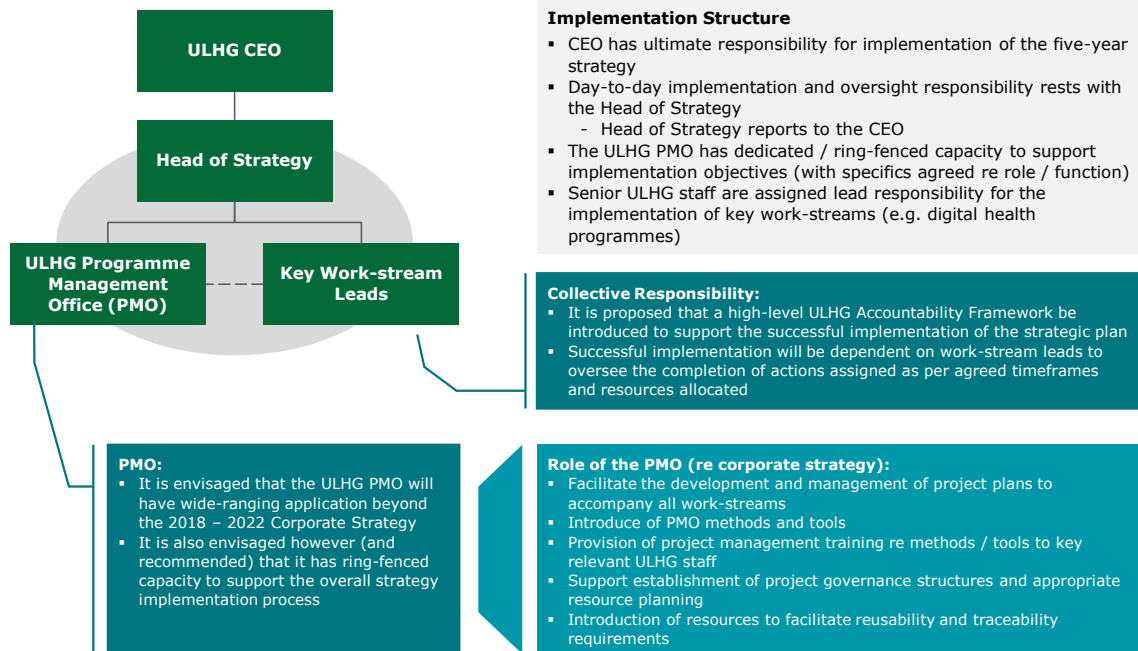 ULHG CEO
Head of Strategy
ULHG Programme
Management
Office (PMO)
Key Work-stream
Leads
Implementation Structure
▪ CEO has ultimate responsibility for implementation of the five-year
strategy
▪ Day-to-day implementation and oversight responsibility rests with
the Head of Strategy
- Head of Strategy reports to the CEO
▪ The ULHG PMO has dedicated / ring-fenced capacity to support
implementation objectives (with specifics agreed re role / function)
▪ Senior ULHG staff are assigned lead responsibility for the
implementation of key work-streams (e.g. digital health
programmes)
Collective Responsibility:
▪ It is proposed that a high-level ULHG Accountability Framework be
introduced to support the successful implementation of the strategic plan
▪ Successful implementation will be dependent on work-stream leads to
oversee the completion of actions assigned as per agreed timeframes
and resources allocated
PMO:
▪ It is envisaged that the ULHG PMO will
have wide-ranging application beyond
the 2018 – 2022 Corporate Strategy
▪ It is also envisaged however (and
recommended) that it has ring-fenced
capacity to support the overall strategy
implementation process
Role of the PMO (re corporate strategy):
▪ Facilitate the development and management of project plans to
accompany all work-streams
▪ Introduce of PMO methods and tools
▪ Provision of project management training re methods / tools to key
relevant ULHG staff
▪ Support establishment of project governance structures and appropriate
resource planning
▪ Introduction of resources to facilitate reusability and traceability
requirements